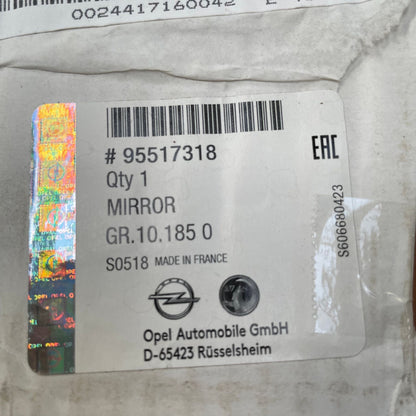 0024417160042
# 95517318
Qty 1
MIRROR
GR.10.185 0
S0518 MADE IN FRANCE
Opel Automobile GmbH
D-65423 Rüsselsheim
EAC
S606680423